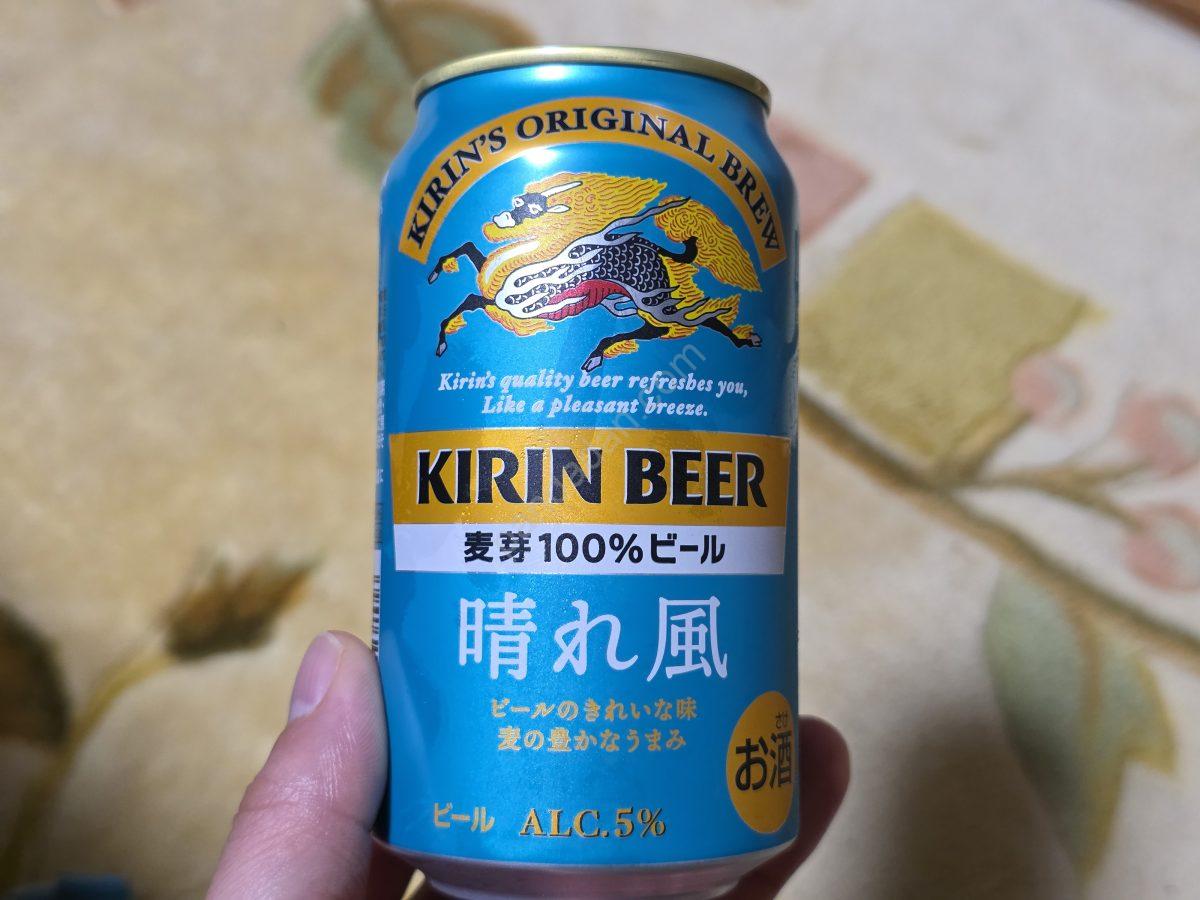 KIRIN'S ORIGINAL BREW
Kirin's quality beer refreshes you,
Like a pleasant breeze.
KIRIN BEER
麦芽100%ビール
晴れ風
ビールのきれいな味
麦の豊かなうまみ
さけ
お酒
ビール ALC.5%